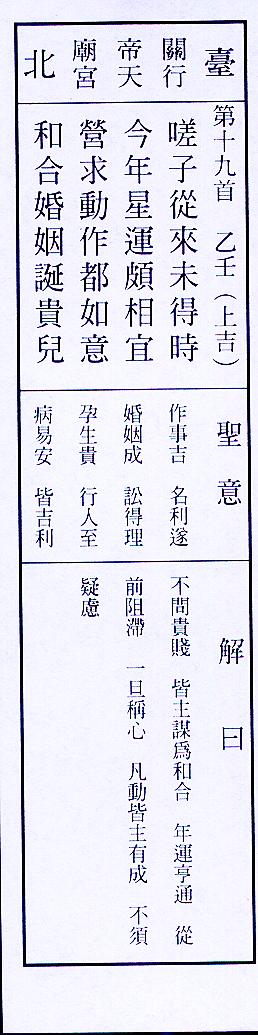 臺
關行
帝天
廟宮
北
第十九首　乙壬（上吉）
嗟子從來未得時
今年星運頗相宜
營求動作都如意
和合婚姻誕貴兒
聖意
作事吉　名利遂
婚姻成　訟得理
孕生貴　行人至
病易安　皆吉利
解曰
不問貴賤　皆主謀為和合　年運亨通　從
前阻滯　一旦稱心　凡動皆主有成　不須
疑慮